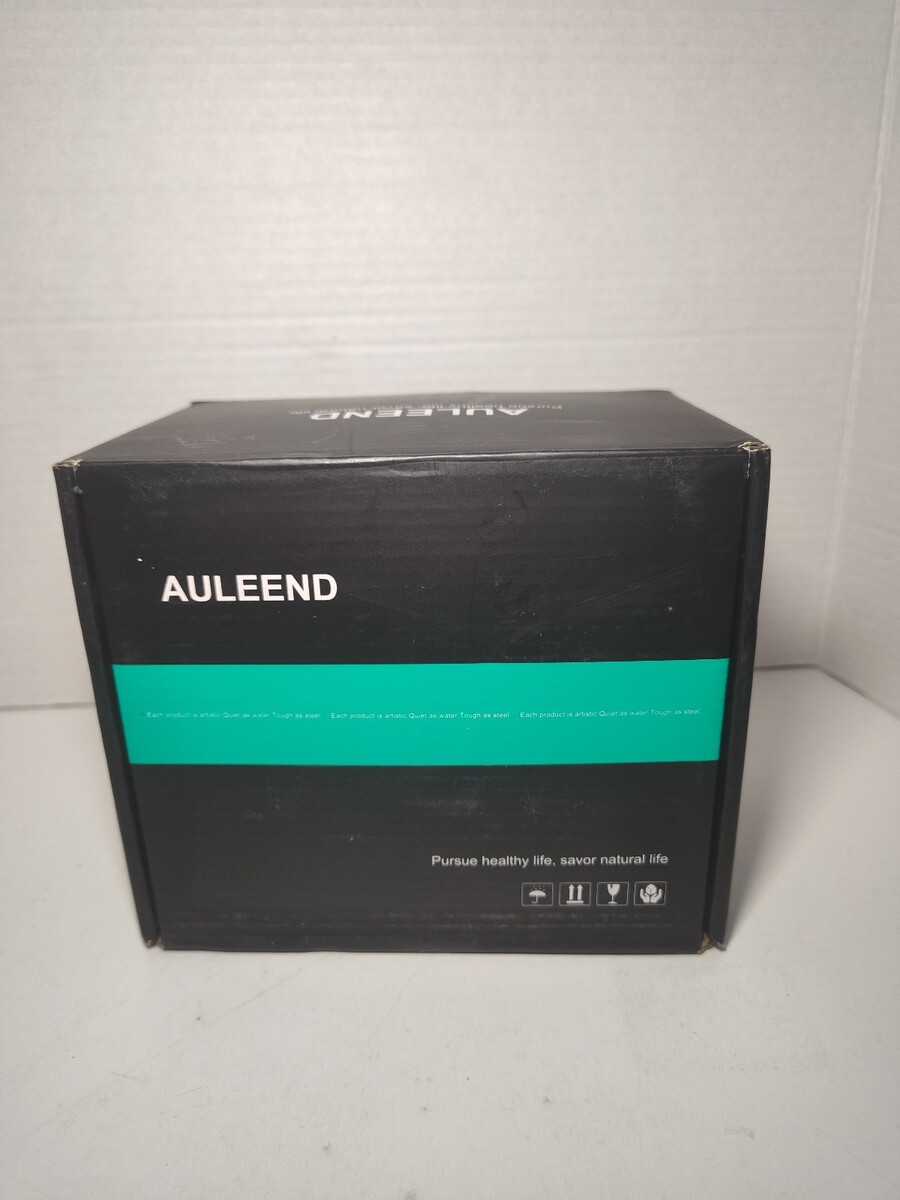 AULEEND
Pursue healthy life, savor natural life
AULEEND
Each product is artistic Quiet as water.Tough as steel Each product is artistic Quiet as water.Tough as steel Each product is artistic Quiet as water.Tough as steel
Pursue healthy life, savor natural life